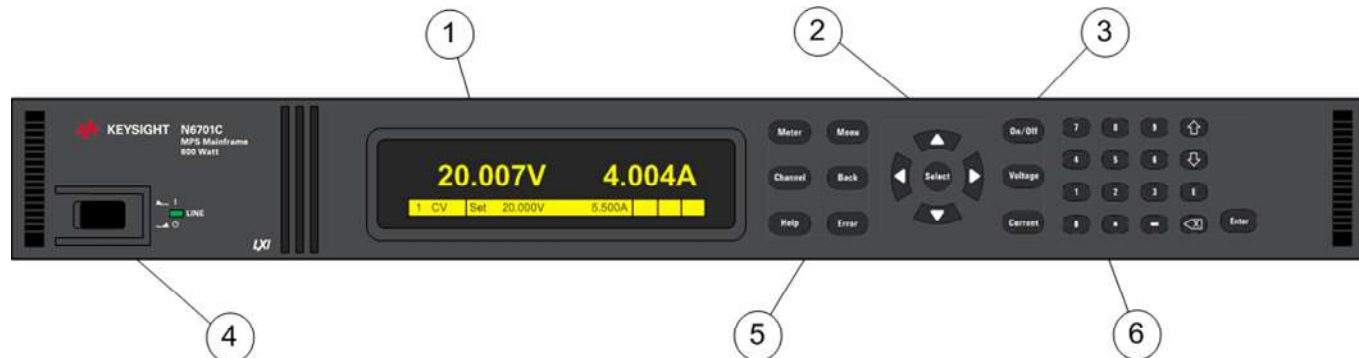 1
2
3
KEYSIGHT N6701C
MPS Mainframe
600 Watt
LINE
LXI
20.007V 4.004A
1 CV Set 20.000V 5.500A
Meter Menu
Channel Back
Help Error
Select
On/Off
Voltage
Current
7 8 9
4 5 6
1 2 3 E
0 . –
Enter
4
5
6